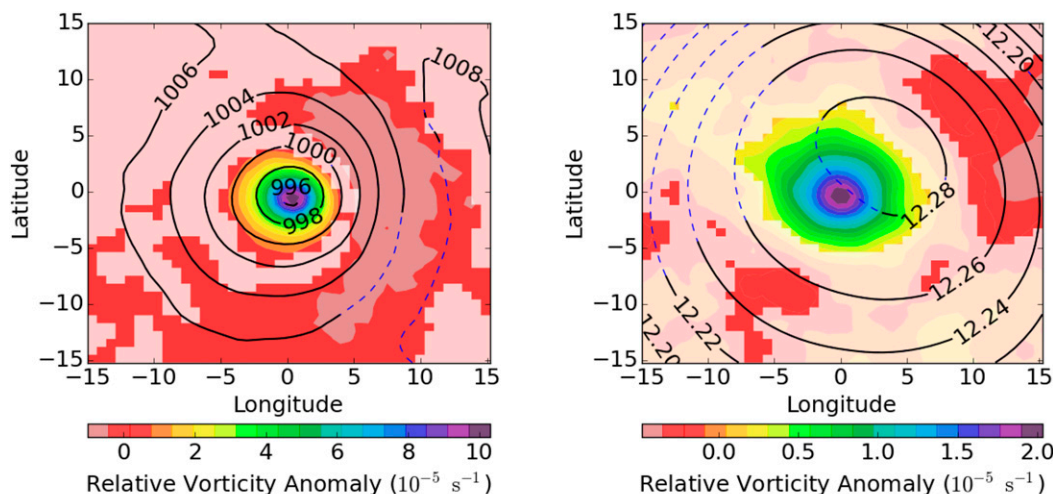 15
10
5
0
−5
−10
−15
Latitude
1006
1004
1002
1000
996
998
1008
−15 −10 −5 0 5 10 15
Longitude
0 2 4 6 8 10
Relative Vorticity Anomaly (10⁻⁵ s⁻¹)
15
10
5
0
−5
−10
−15
Latitude
12.20
12.28
12.26
12.24
12.22
12.20
−15 −10 −5 0 5 10 15
Longitude
0.0 0.5 1.0 1.5 2.0
Relative Vorticity Anomaly (10⁻⁵ s⁻¹)